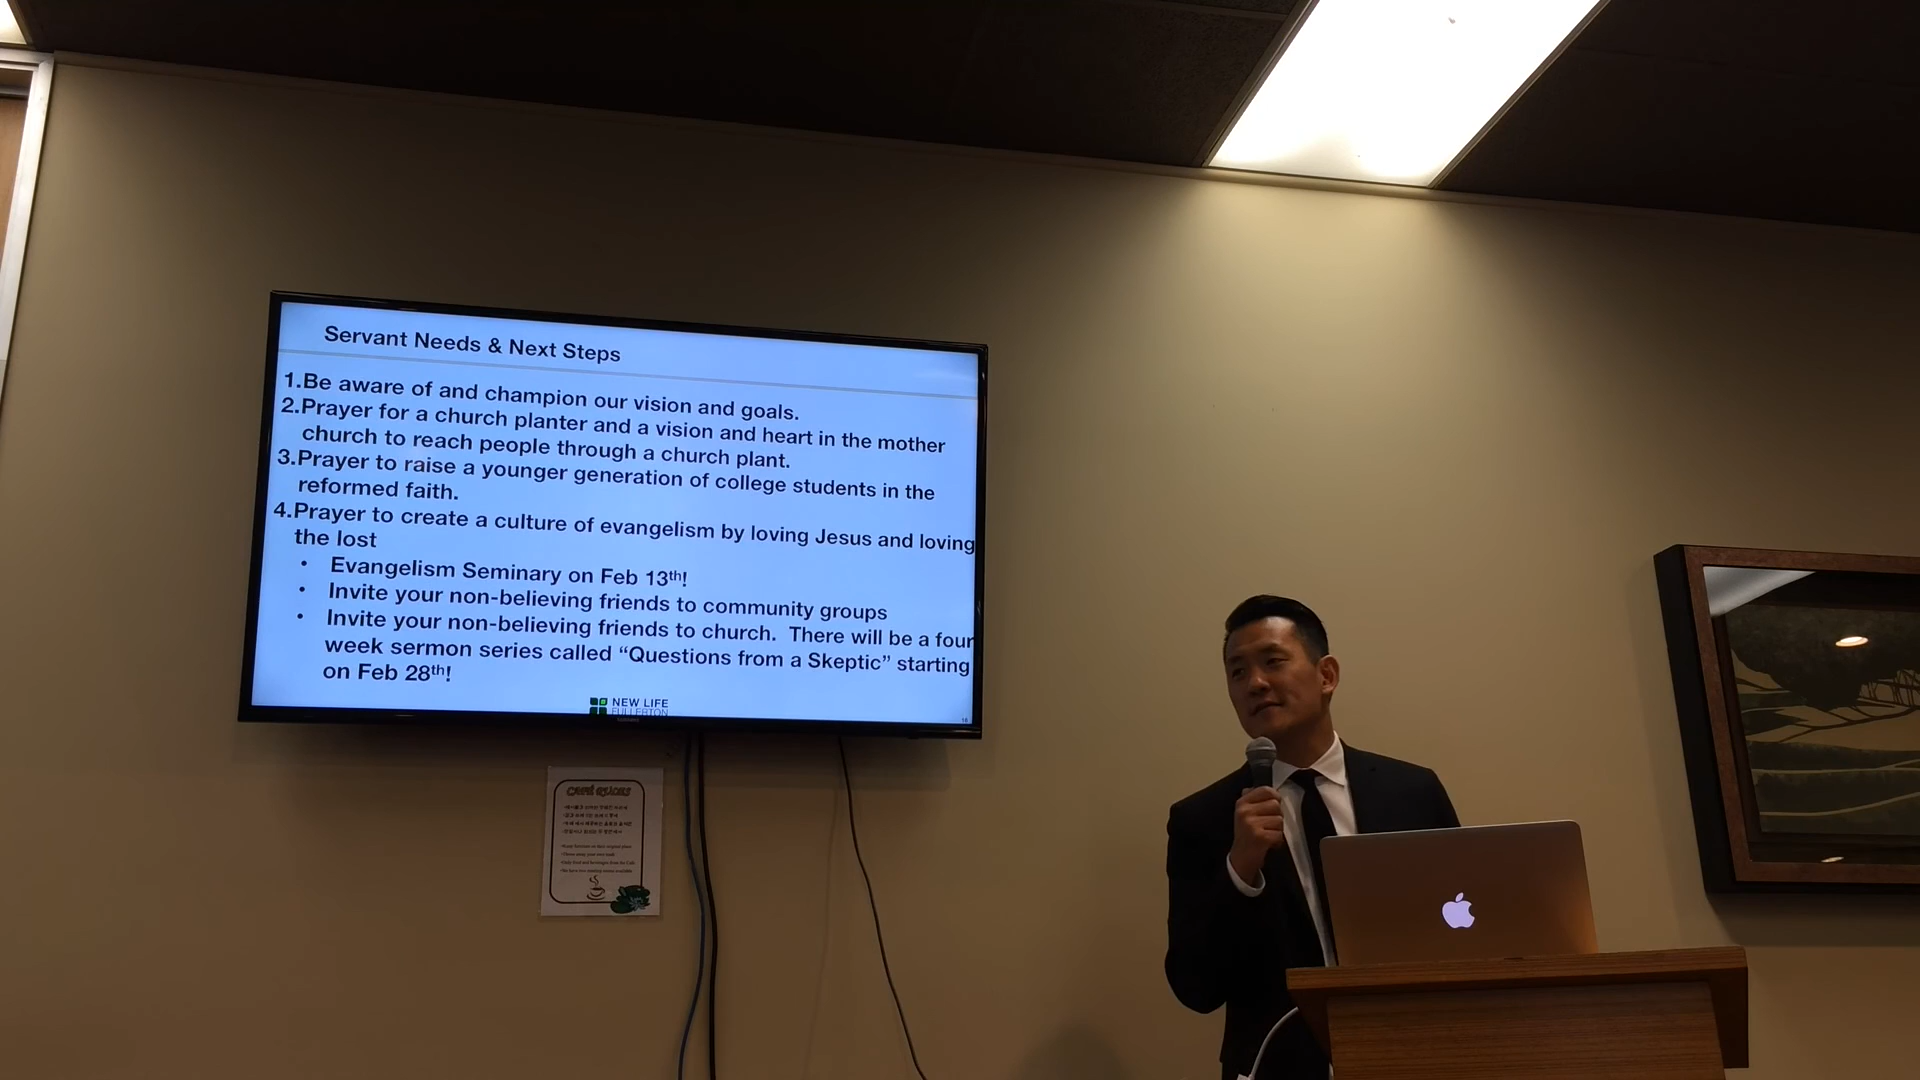 Servant Needs & Next Steps
1.Be aware of and champion our vision and goals.
2.Prayer for a church planter and a vision and heart in the mother
church to reach people through a church plant.
3.Prayer to raise a younger generation of college students in the
reformed faith.
4.Prayer to create a culture of evangelism by loving Jesus and loving
the lost
• Evangelism Seminary on Feb 13th!
• Invite your non-believing friends to community groups
• Invite your non-believing friends to church. There will be a four
week sermon series called “Questions from a Skeptic” starting
on Feb 28th!
NEW LIFE
FULLERTON